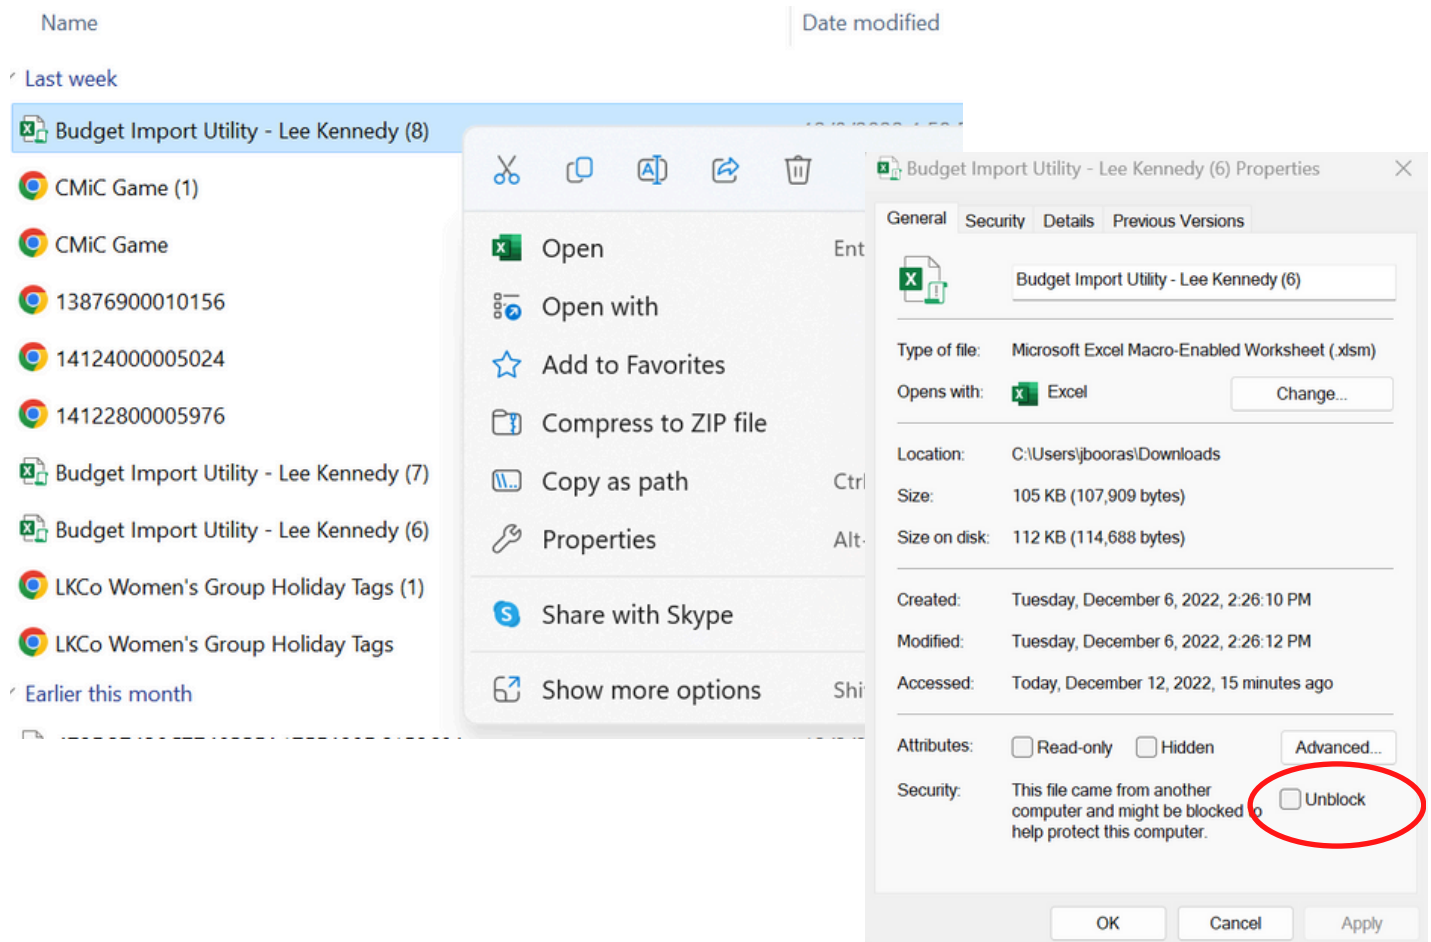 Name
Date modified
Last week
Budget Import Utility - Lee Kennedy (8)
CMiC Game (1)
CMiC Game
13876900010156
14124000005024
14122800005976
Budget Import Utility - Lee Kennedy (7)
Budget Import Utility - Lee Kennedy (6)
LKCo Women's Group Holiday Tags (1)
LKCo Women's Group Holiday Tags
Earlier this month
Open
Ent
Open with
Add to Favorites
Compress to ZIP file
Copy as path
Ctrl
Properties
Alt-
Share with Skype
Show more options
Shi
Budget Import Utility - Lee Kennedy (6) Properties
General Security Details Previous Versions
Budget Import Utility - Lee Kennedy (6)
Type of file: Microsoft Excel Macro-Enabled Worksheet (.xlsm)
Opens with: Excel Change...
Location: C:\Users\jbooras\Downloads
Size: 105 KB (107,909 bytes)
Size on disk: 112 KB (114,688 bytes)
Created: Tuesday, December 6, 2022, 2:26:10 PM
Modified: Tuesday, December 6, 2022, 2:26:12 PM
Accessed: Today, December 12, 2022, 15 minutes ago
Attributes: Read-only Hidden Advanced...
Security: This file came from another
computer and might be blocked to
help protect this computer.
Unblock
OK Cancel Apply